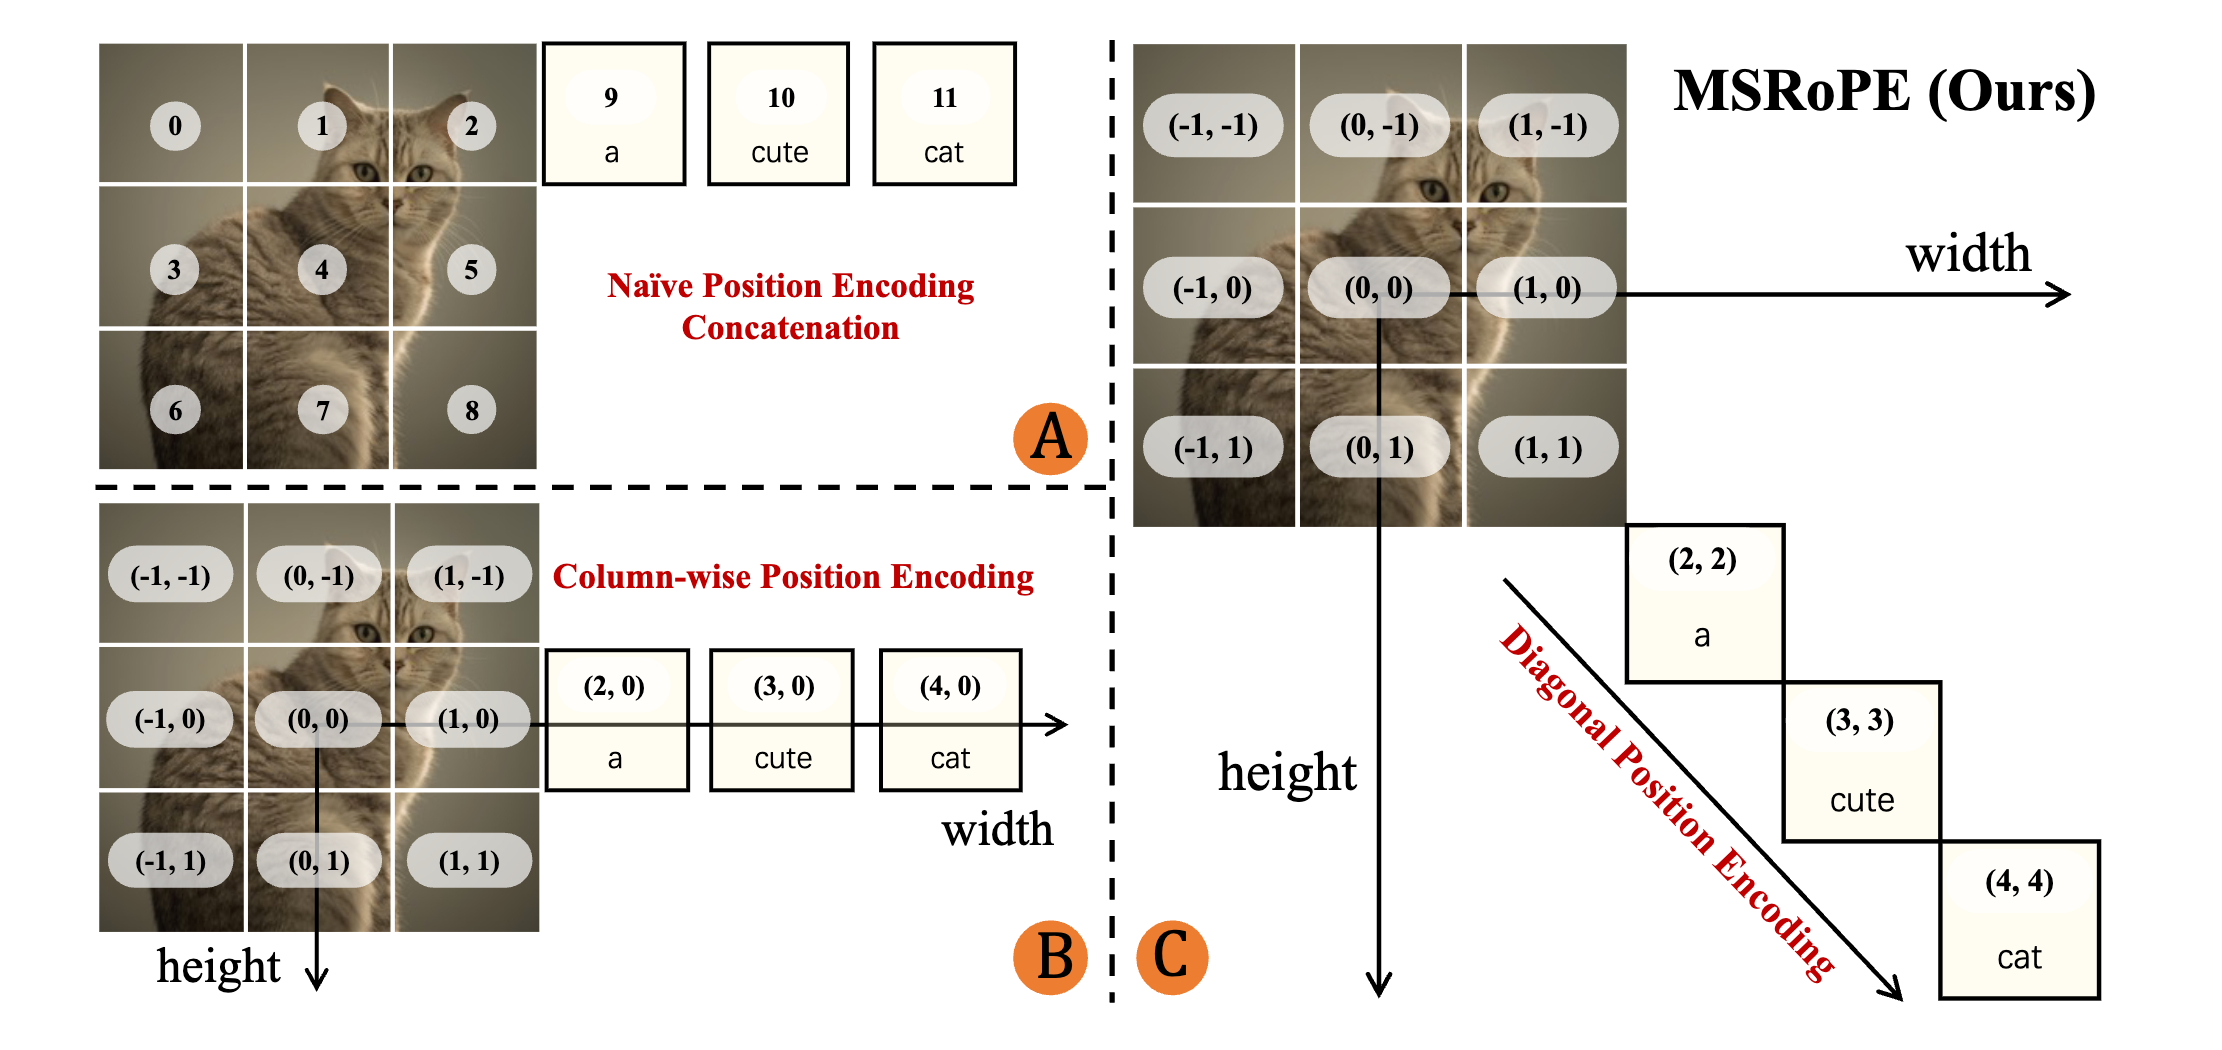 0
1
2
3
4
5
6
7
8
9
a
10
cute
11
cat
Naïve Position Encoding
Concatenation
A
(-1, -1)
(0, -1)
(1, -1)
(-1, 0)
(0, 0)
(1, 0)
(-1, 1)
(0, 1)
(1, 1)
Column-wise Position Encoding
(2, 0)
a
(3, 0)
cute
(4, 0)
cat
width
height
B
MSRoPE (Ours)
(-1, -1)
(0, -1)
(1, -1)
(-1, 0)
(0, 0)
(1, 0)
(-1, 1)
(0, 1)
(1, 1)
width
height
Diagonal Position Encoding
(2, 2)
a
(3, 3)
cute
(4, 4)
cat
C